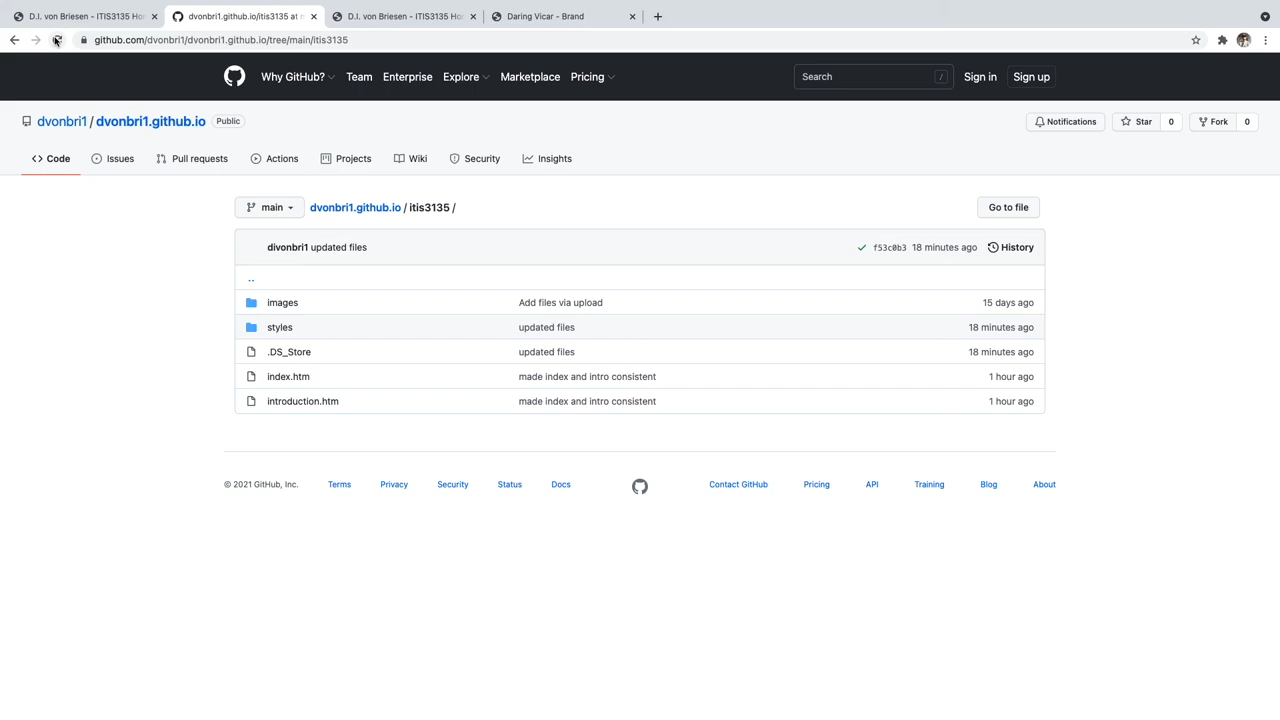 D.I. von Briesen - ITIS3135 Ho
dvonbri1.github.io/itis3135 at m
D.I. von Briesen - ITIS3135 Ho
Daring Vicar - Brand
github.com/dvonbri1/dvonbri1.github.io/tree/main/itis3135
Why GitHub? Team Enterprise Explore Marketplace Pricing Search / Sign in Sign up
dvonbri1 / dvonbri1.github.io Public Notifications Star 0 Fork 0
Code Issues Pull requests Actions Projects Wiki Security Insights
main dvonbri1.github.io / itis3135 / Go to file
divonbri1 updated files f53c0b3 18 minutes ago History
..
images Add files via upload 15 days ago
styles updated files 18 minutes ago
.DS_Store updated files 18 minutes ago
index.htm made index and intro consistent 1 hour ago
introduction.htm made index and intro consistent 1 hour ago
© 2021 GitHub, Inc. Terms Privacy Security Status Docs Contact GitHub Pricing API Training Blog About